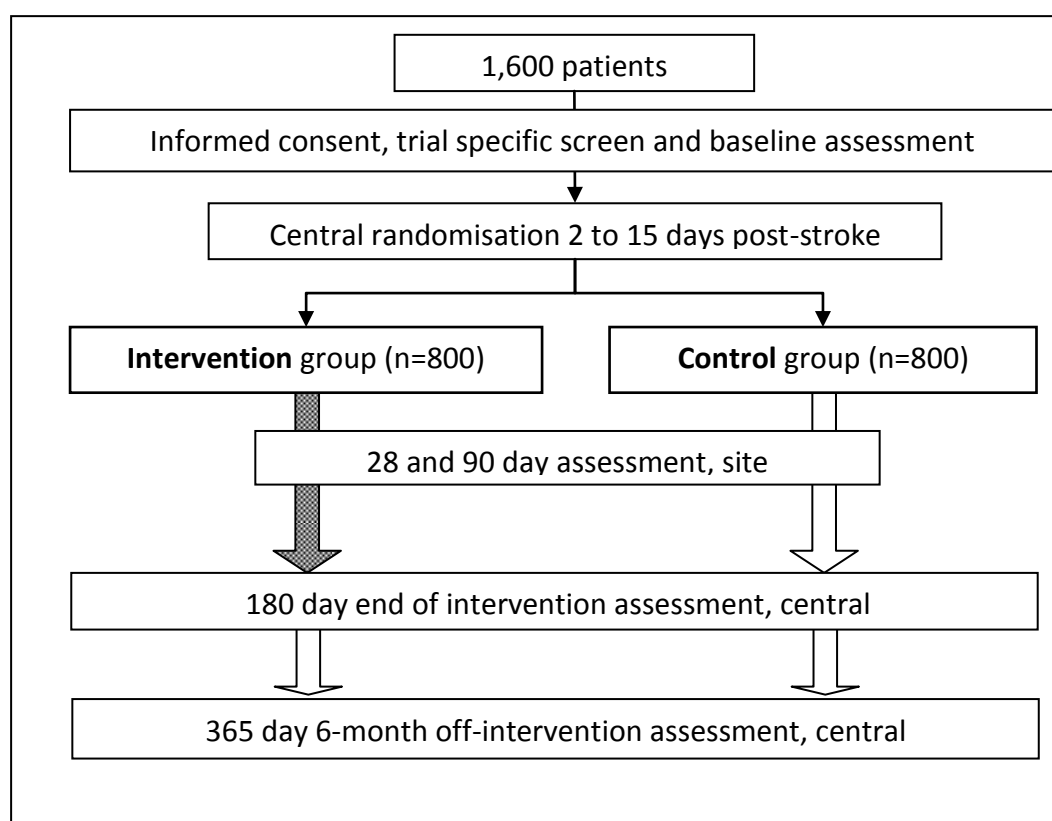 1,600 patients
Informed consent, trial specific screen and baseline assessment
Central randomisation 2 to 15 days post-stroke
Intervention group (n=800)
Control group (n=800)
28 and 90 day assessment, site
180 day end of intervention assessment, central
365 day 6-month off-intervention assessment, central